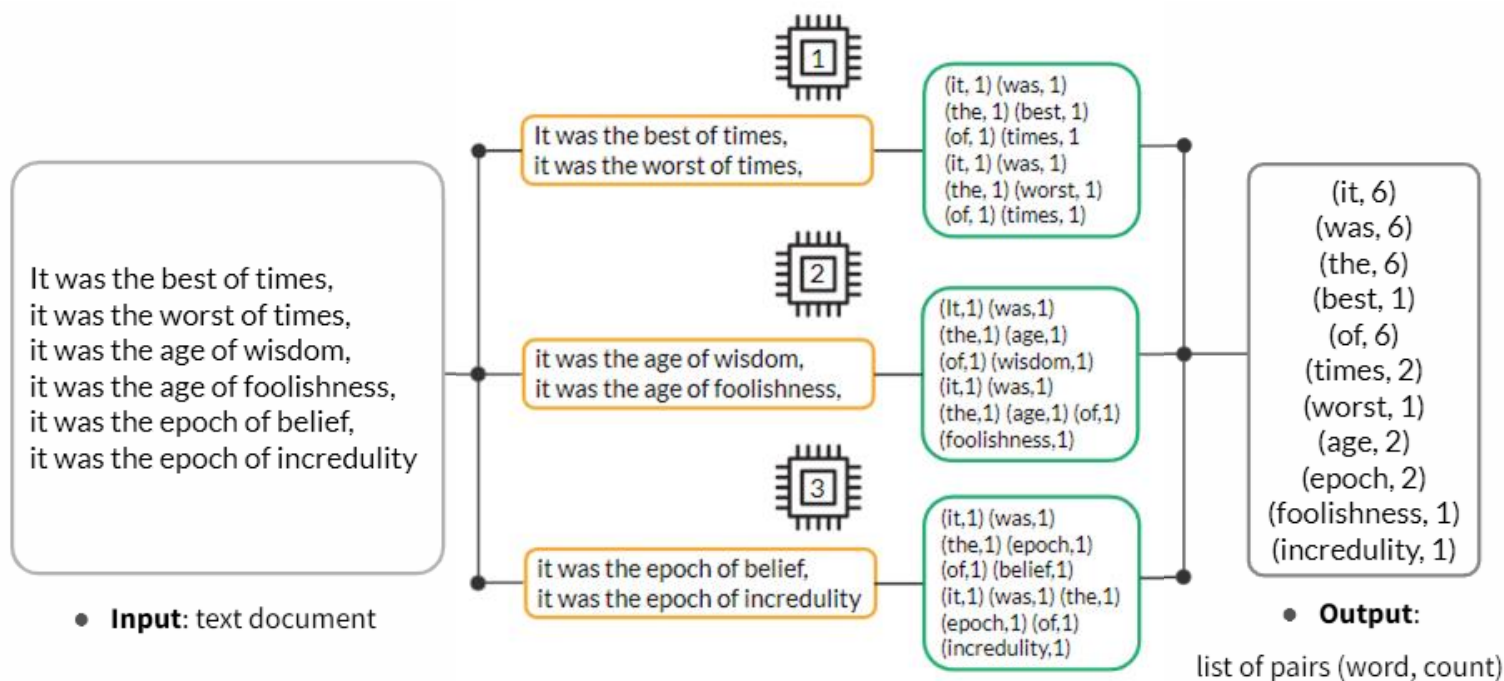 It was the best of times,
it was the worst of times,
it was the age of wisdom,
it was the age of foolishness,
it was the epoch of belief,
it was the epoch of incredulity
• Input: text document
1
It was the best of times,
it was the worst of times,
(it, 1) (was, 1)
(the, 1) (best, 1)
(of, 1) (times, 1
(it, 1) (was, 1)
(the, 1) (worst, 1)
(of, 1) (times, 1)
2
it was the age of wisdom,
it was the age of foolishness,
(It,1) (was,1)
(the,1) (age,1)
(of,1) (wisdom,1)
(it,1) (was,1)
(the,1) (age,1) (of,1)
(foolishness,1)
3
it was the epoch of belief,
it was the epoch of incredulity
(it,1) (was,1)
(the,1) (epoch,1)
(of,1) (belief,1)
(it,1) (was,1) (the,1)
(epoch,1) (of,1)
(incredulity,1)
(it, 6)
(was, 6)
(the, 6)
(best, 1)
(of, 6)
(times, 2)
(worst, 1)
(age, 2)
(epoch, 2)
(foolishness, 1)
(incredulity, 1)
• Output:
list of pairs (word, count)